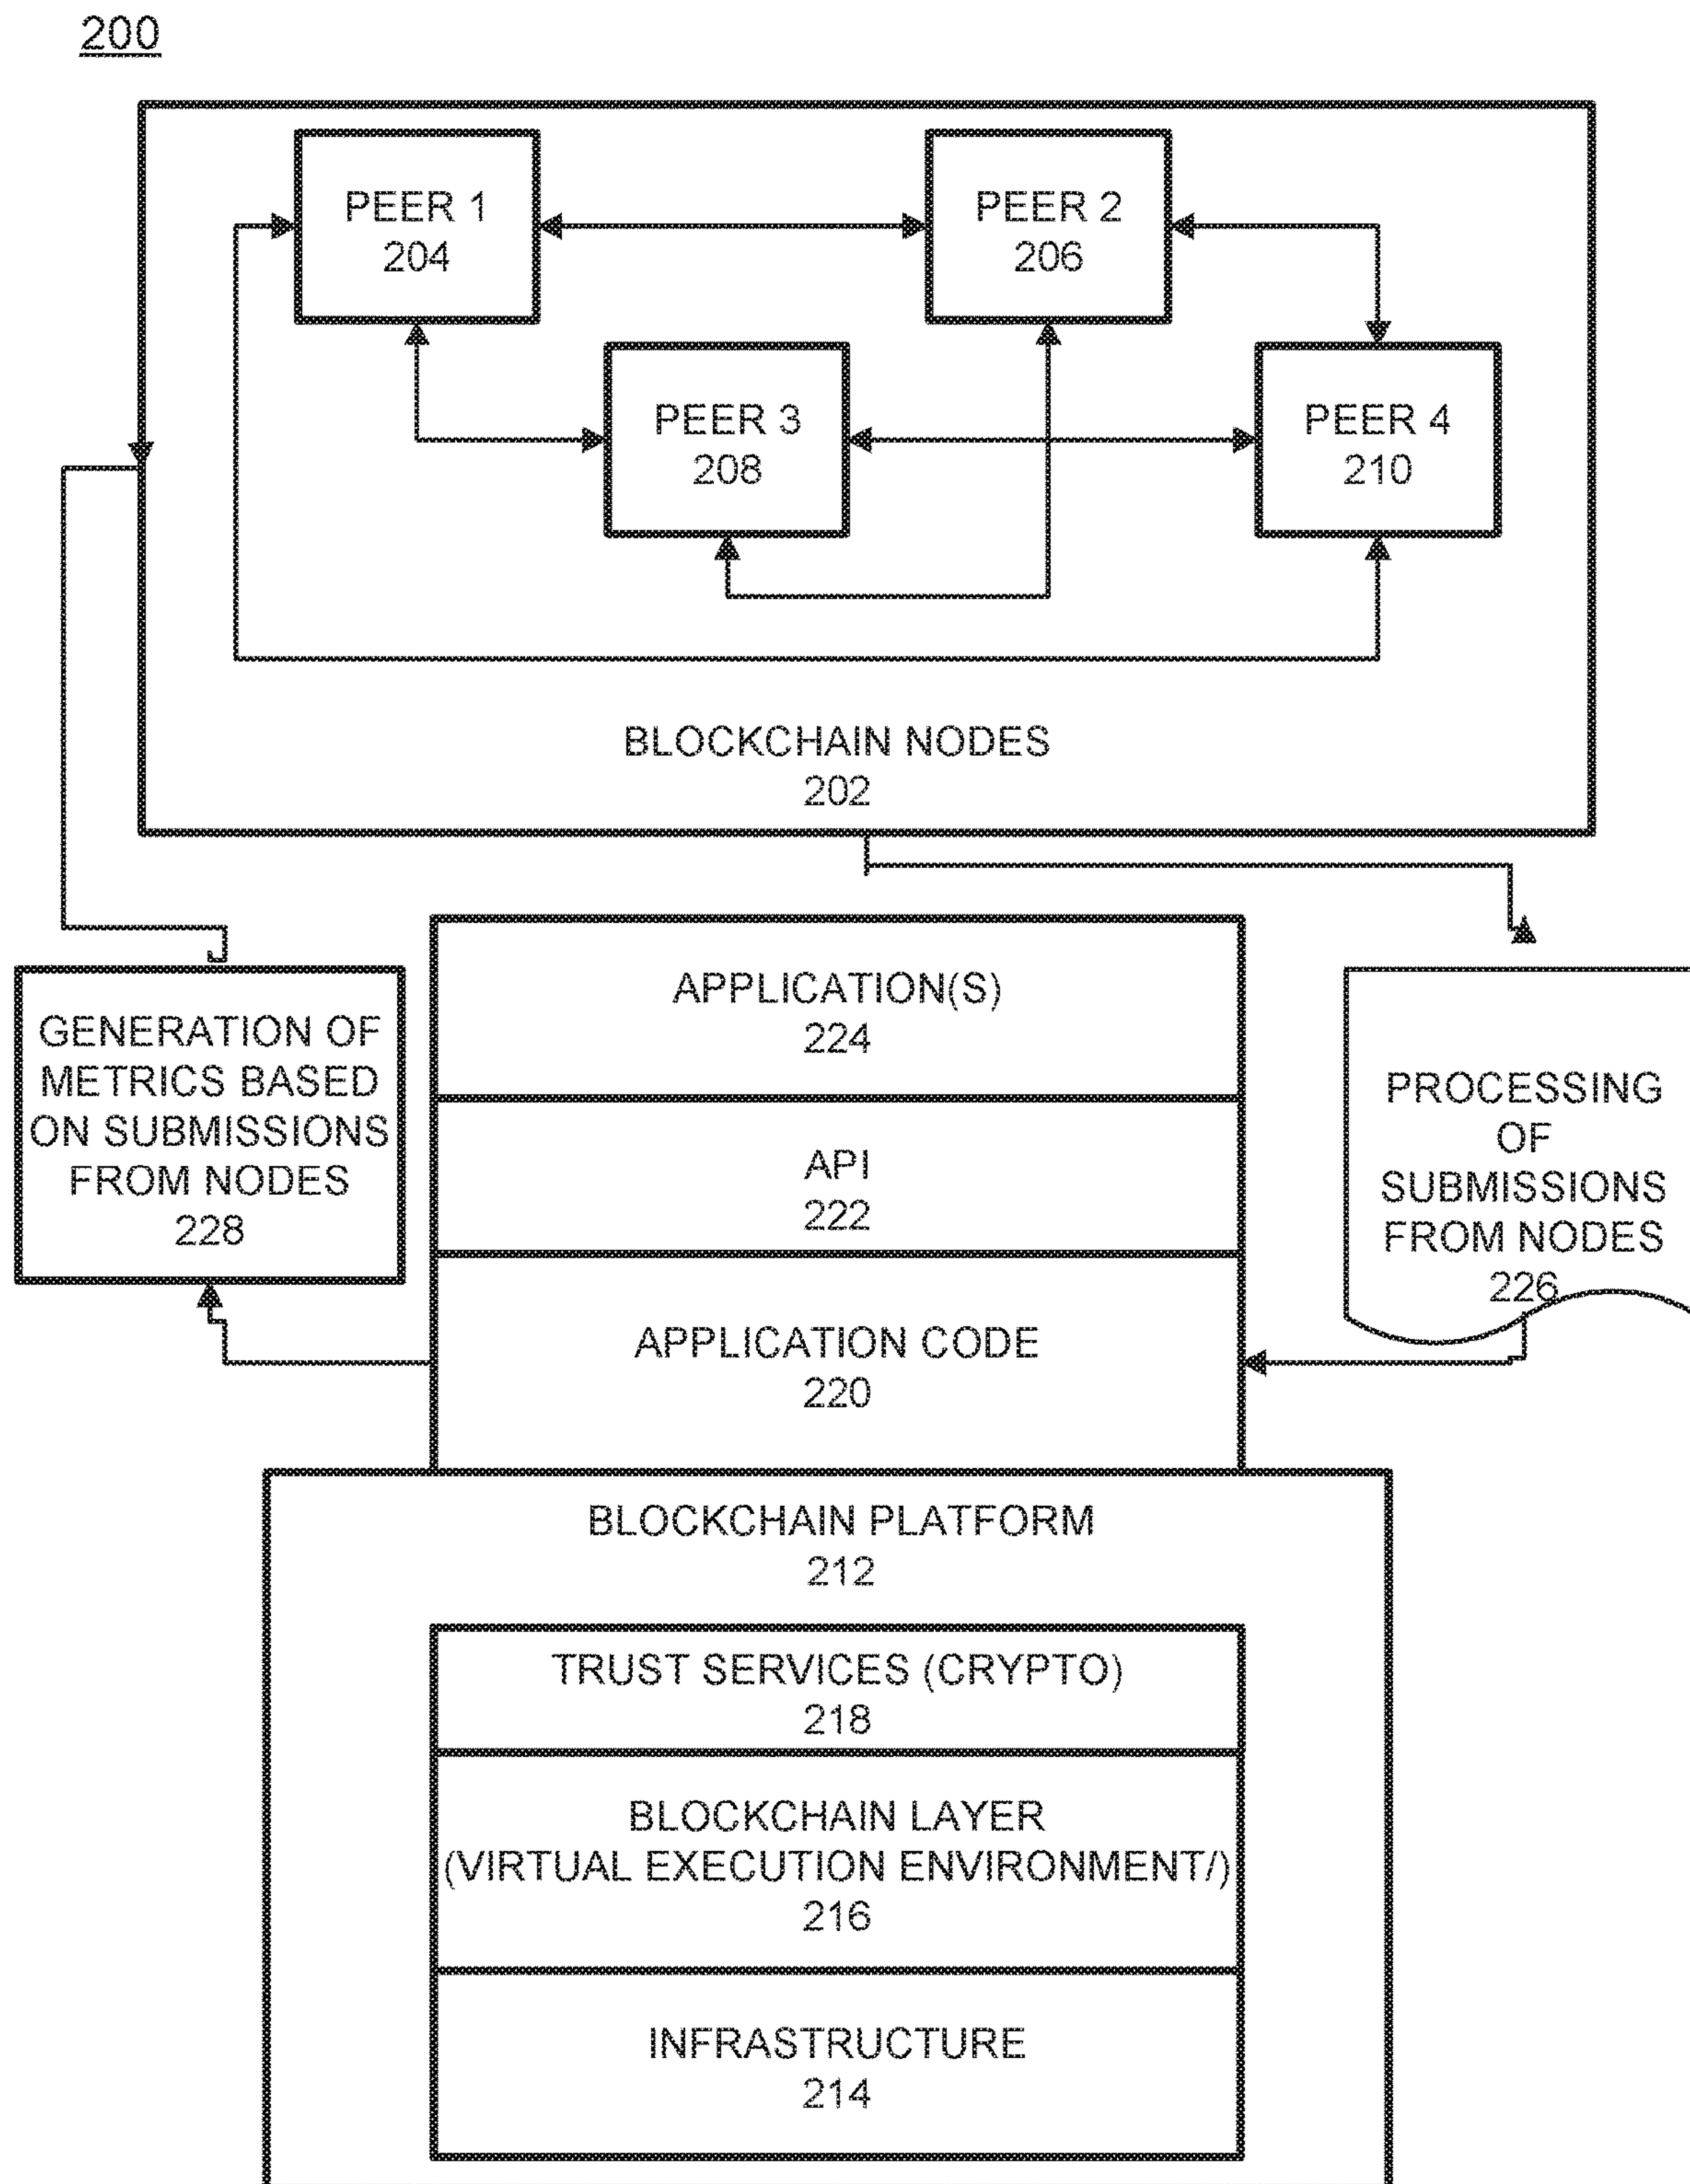 200
PEER 1
204
PEER 2
206
PEER 3
208
PEER 4
210
BLOCKCHAIN NODES
202
APPLICATION(S)
224
GENERATION OF
METRICS BASED
ON SUBMISSIONS
FROM NODES
228
API
222
PROCESSING
OF
SUBMISSIONS
FROM NODES
226
APPLICATION CODE
220
BLOCKCHAIN PLATFORM
212
TRUST SERVICES (CRYPTO)
218
BLOCKCHAIN LAYER
(VIRTUAL EXECUTION ENVIRONMENT/)
216
INFRASTRUCTURE
214